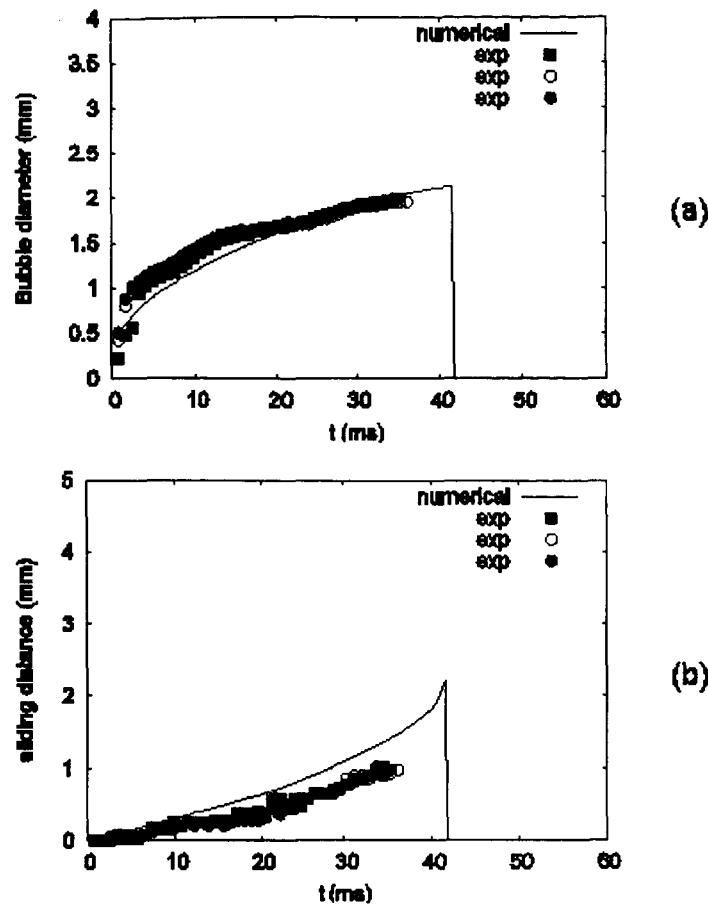 4
3.5
3
2.5
2
1.5
1
0.5
0
Bubble diameter (mm)
numerical
exp
exp
exp
0 10 20 30 40 50 60
t (ms)
(a)
5
4
3
2
1
0
sliding distance (mm)
numerical
exp
exp
exp
0 10 20 30 40 50 60
t (ms)
(b)